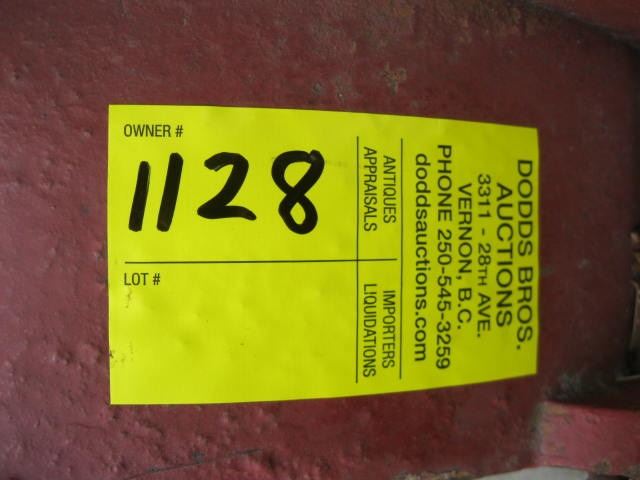 DODDS BROS.
AUCTIONS
3311 - 28TH AVE.
VERNON, B.C.
PHONE 250-545-3259
doddsauctions.com
ANTIQUES
APPRAISALS
IMPORTERS
LIQUIDATIONS
OWNER #
1128
LOT #